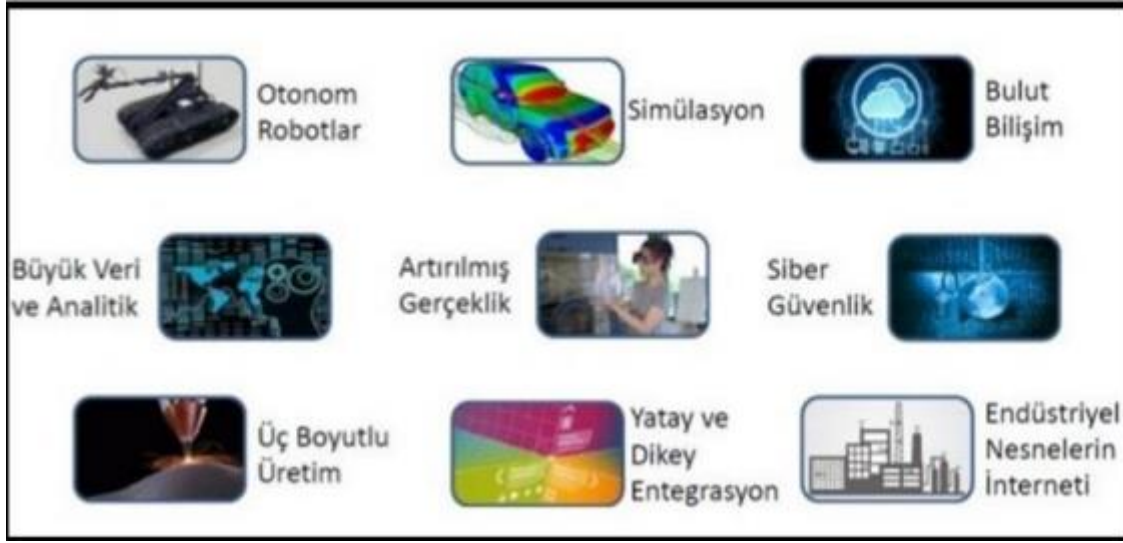 Otonom
Robotlar
Simülasyon
Bulut
Bilişim
Büyük Veri
ve Analitik
Artırılmış
Gerçeklik
Siber
Güvenlik
Üç Boyutlu
Üretim
Yatay ve
Dikey
Entegrasyon
Endüstriyel
Nesnelerin
İnterneti